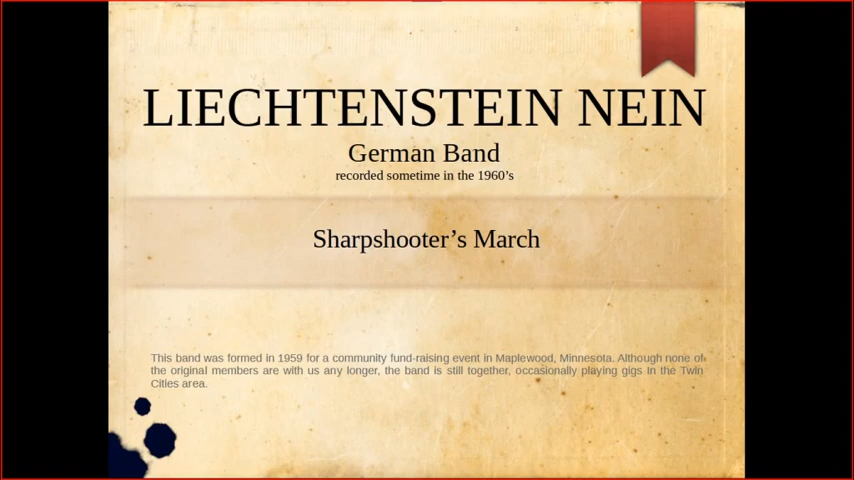 LIECHTENSTEIN NEIN
German Band
recorded sometime in the 1960’s
Sharpshooter’s March
This band was formed in 1959 for a community fund-raising event in Maplewood, Minnesota. Although none of
the original members are with us any longer, the band is still together, occasionally playing gigs in the Twin
Cities area.